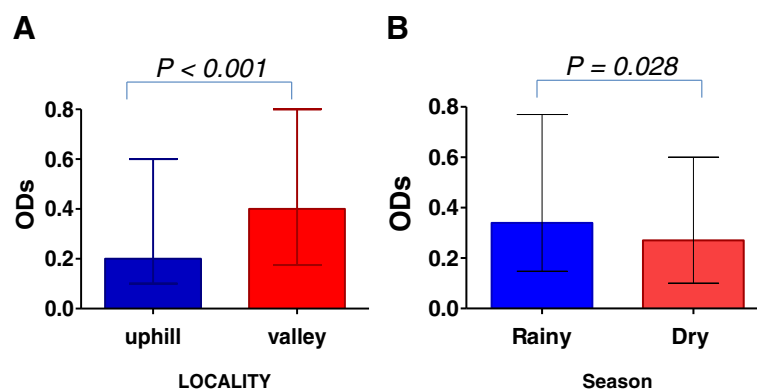 A
P < 0.001
ODs
0.8
0.6
0.4
0.2
0.0
uphill valley
LOCALITY
B
P = 0.028
ODs
0.8
0.6
0.4
0.2
0.0
Rainy Dry
Season